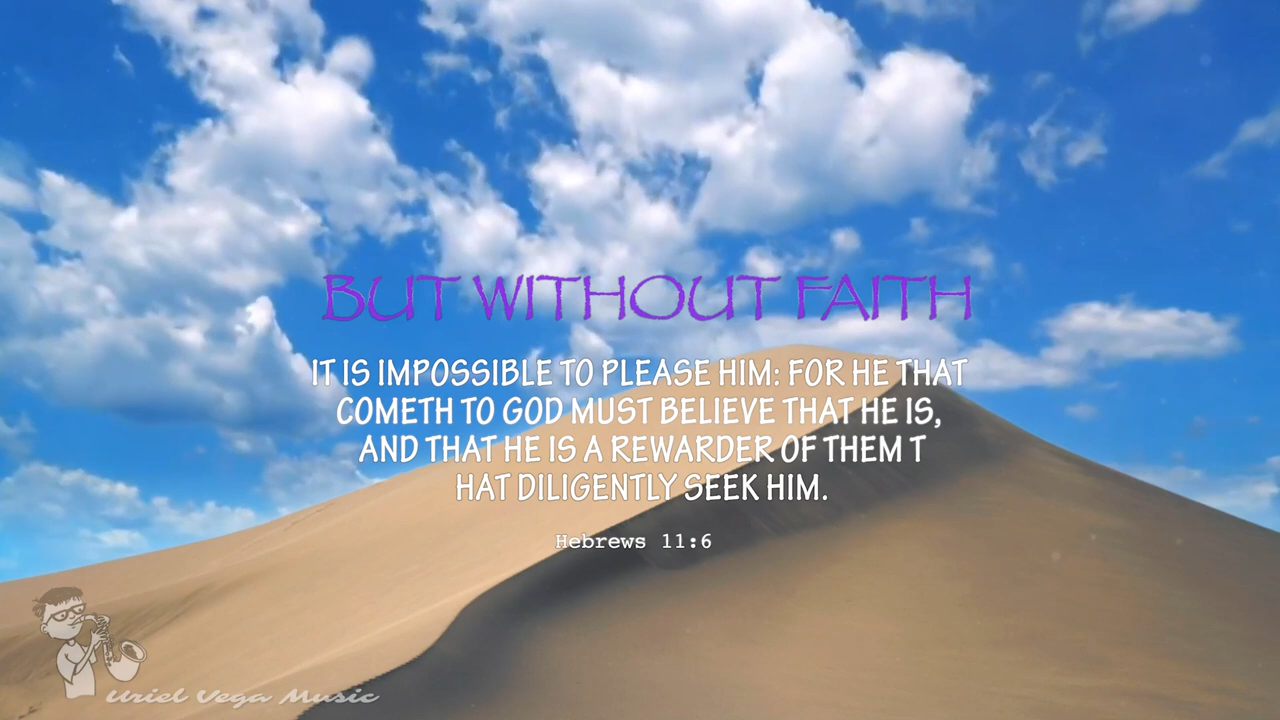 BUT WITHOUT FAITH
IT IS IMPOSSIBLE TO PLEASE HIM: FOR HE THAT
COMETH TO GOD MUST BELIEVE THAT HE IS,
AND THAT HE IS A REWARDER OF THEM T
HAT DILIGENTLY SEEK HIM.
Hebrews 11:6
Uriel Vega Music